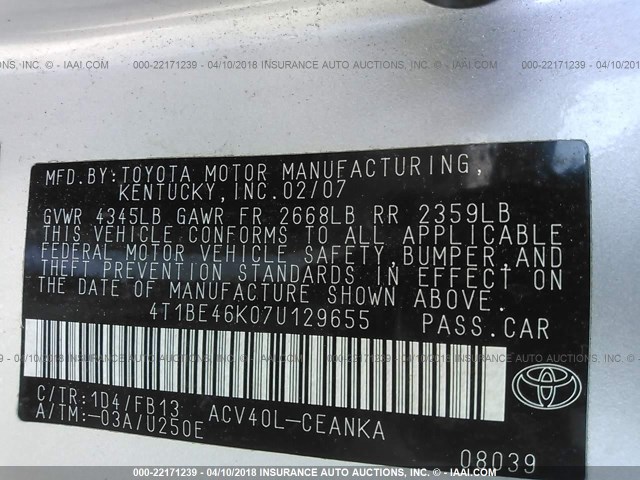 000-22171239 - 04/10/2018 INSURANCE AUTO AUCTIONS, INC. © - IAAI.COM
MFD.BY:TOYOTA MOTOR MANUFACTURING,
KENTUCKY,INC.02/07
GVWR 4345LB GAWR FR 2668LB RR 2359LB
THIS VEHICLE CONFORMS TO ALL APPLICABLE
FEDERAL MOTOR VEHICLE SAFETY,BUMPER,AND
THEFT PREVENTION STANDARDS IN EFFECT ON
THE DATE OF MANUFACTURE SHOWN ABOVE.
4T1BE46K07U129655 PASS.CAR
C/TR:1D4/FB13
A/TM:-03A/U250E ACV40L-CEANKA
08039
000-22171239 - 04/10/2018 INSURANCE AUTO AUCTIONS, INC. © - IAAI.COM